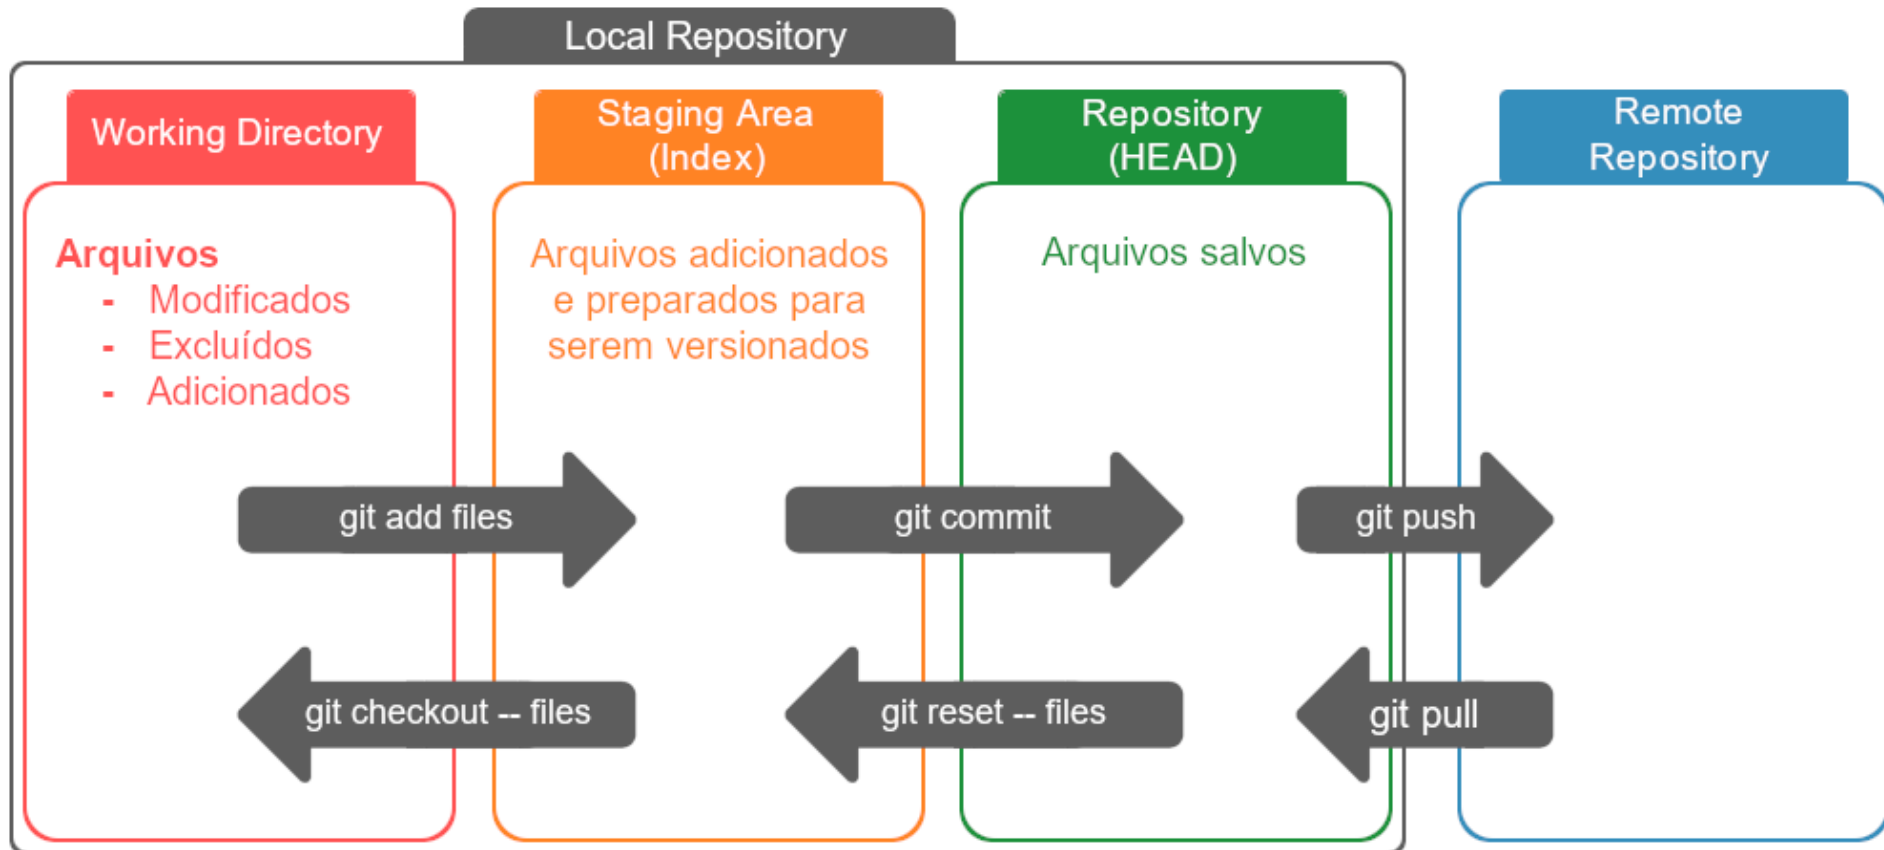 Local Repository
Working Directory
Staging Area
(Index)
Repository
(HEAD)
Remote
Repository
Arquivos
- Modificados
- Excluídos
- Adicionados
Arquivos adicionados
e preparados para
serem versionados
Arquivos salvos
git add files
git commit
git push
git checkout -- files
git reset -- files
git pull